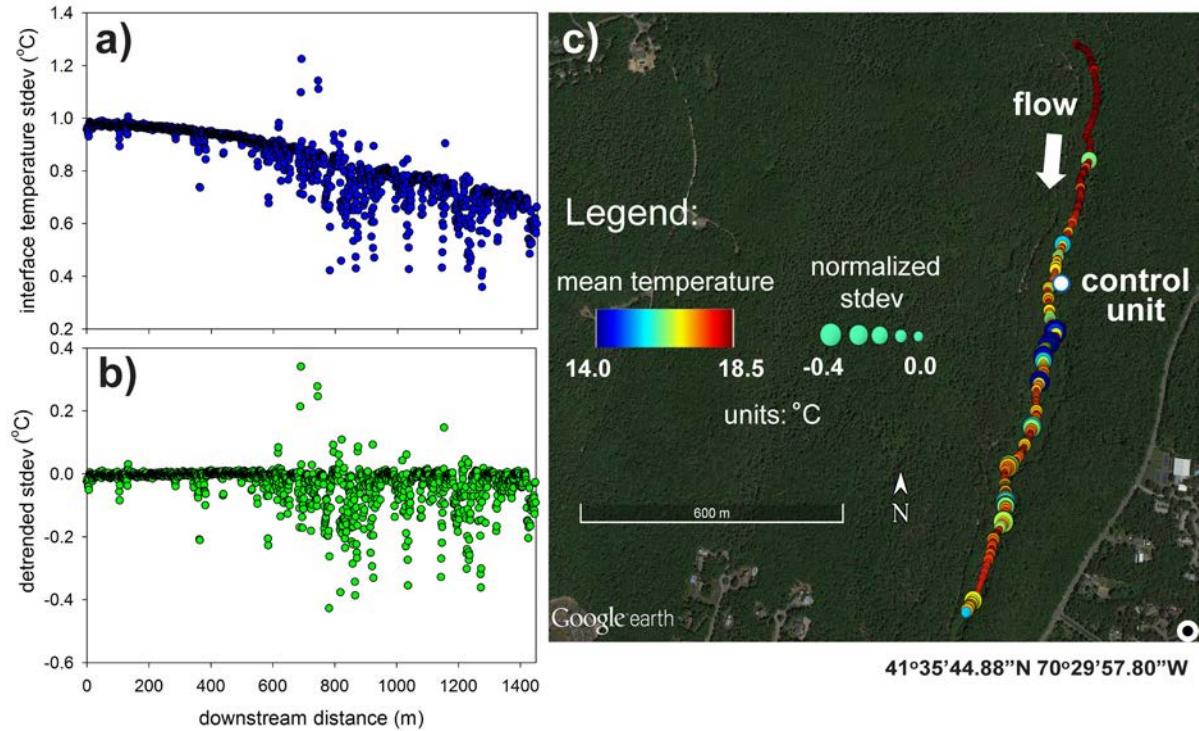 a)
interface temperature stdev (°C)
1.4
1.2
1.0
0.8
0.6
0.4
0.2
b)
detrended stdev (°C)
0.4
0.2
0.0
-0.2
-0.4
-0.6
0 200 400 600 800 1000 1200 1400
downstream distance (m)
c)
flow
Legend:
mean temperature
14.0 18.5
normalized
stdev
-0.4 0.0
units: °C
control
unit
600 m
N
Google earth
41°35'44.88"N 70°29'57.80"W